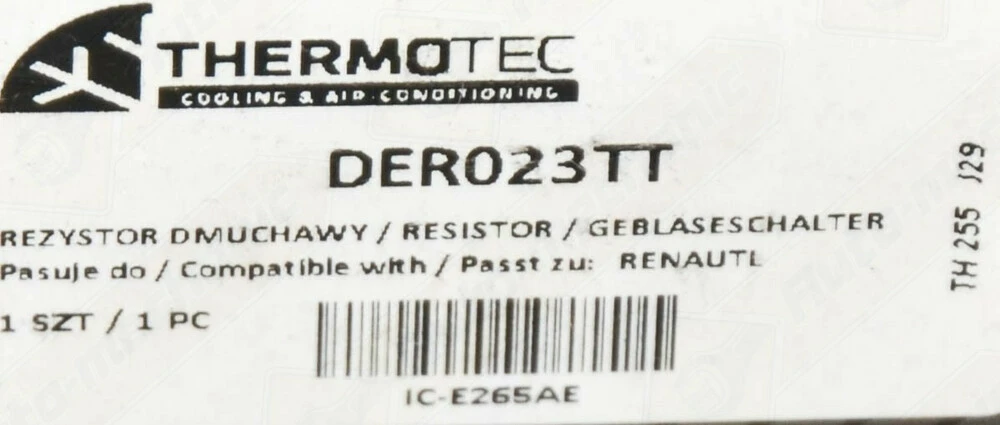 THERMOTEC
COOLING & AIR-CONDITIONING
DER023TT
REZYSTOR DMUCHAWY / RESISTOR / GEBLASESCHALTER
Pasuje do / Compatible with / Passt zu: RENAUTL
1 SZT / 1 PC
IC-E265AE
TH 255 J29